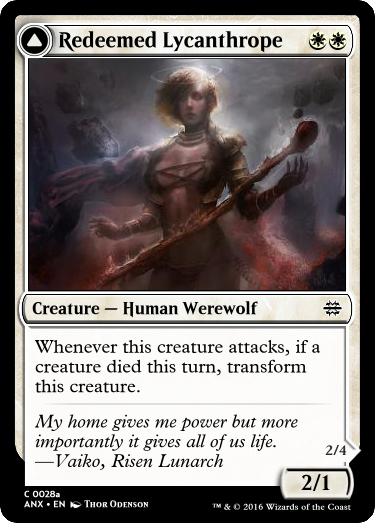 Redeemed Lycanthrope
Creature — Human Werewolf
Whenever this creature attacks, if a
creature died this turn, transform
this creature.
My home gives me power but more
importantly it gives all of us life.
—Vaiko, Risen Lunarch
2/4
2/1
C 0028a
ANX • EN Thor Odenson
™ & © 2016 Wizards of the Coast